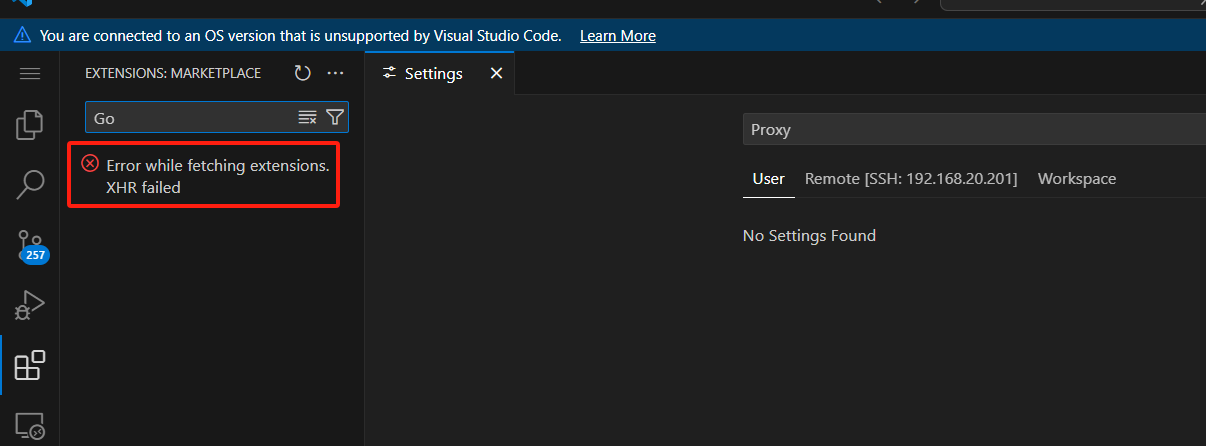 You are connected to an OS version that is unsupported by Visual Studio Code. Learn More
EXTENSIONS: MARKETPLACE
Settings
Go
Error while fetching extensions.
XHR failed
257
Proxy
User Remote [SSH: 192.168.20.201] Workspace
No Settings Found